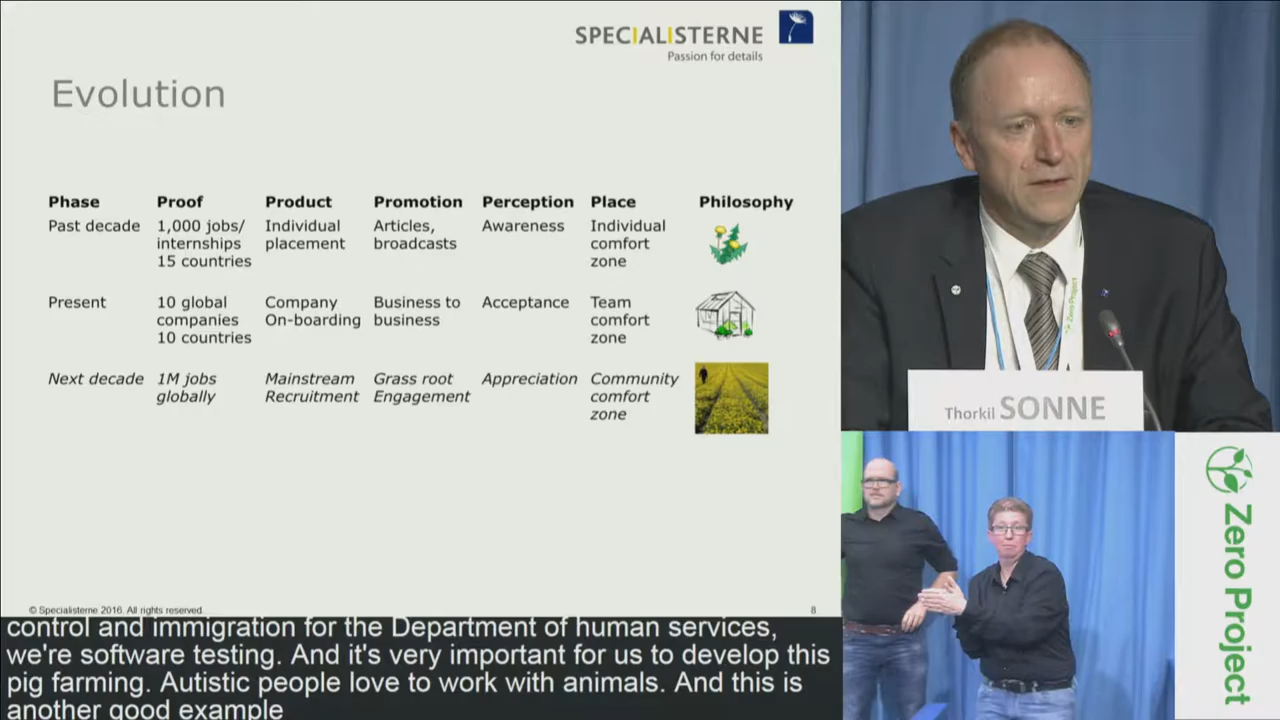 SPECIALISTERNE
Passion for details
Evolution
Phase Proof Product Promotion Perception Place Philosophy
Past decade 1,000 jobs/ Individual Articles, Awareness Individual
internships placement broadcasts comfort
15 countries zone
Present 10 global Company Business to Acceptance Team
companies On-boarding business comfort
10 countries zone
Next decade 1M jobs Mainstream Grass root Appreciation Community
globally Recruitment Engagement comfort
zone
© Specialisterne 2016. All rights reserved. 8
control and immigration for the Department of human services,
we're software testing. And it's very important for us to develop this
pig farming. Autistic people love to work with animals. And this is
another good example
Zero Project
Thorkil SONNE
Zero Project